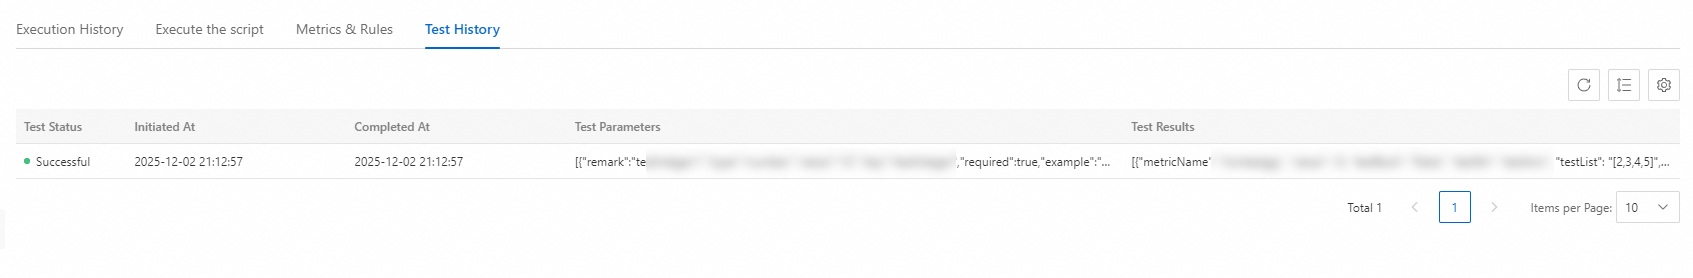 Execution History Execute the script Metrics & Rules Test History
Test Status Initiated At Completed At Test Parameters Test Results
Successful 2025-12-02 21:12:57 2025-12-02 21:12:57 [{"remark":"te ,"required":true,"example":"... [{"metricName" "testList": "[2,3,4,5]",...
Total 1 < 1 > Items per Page: 10